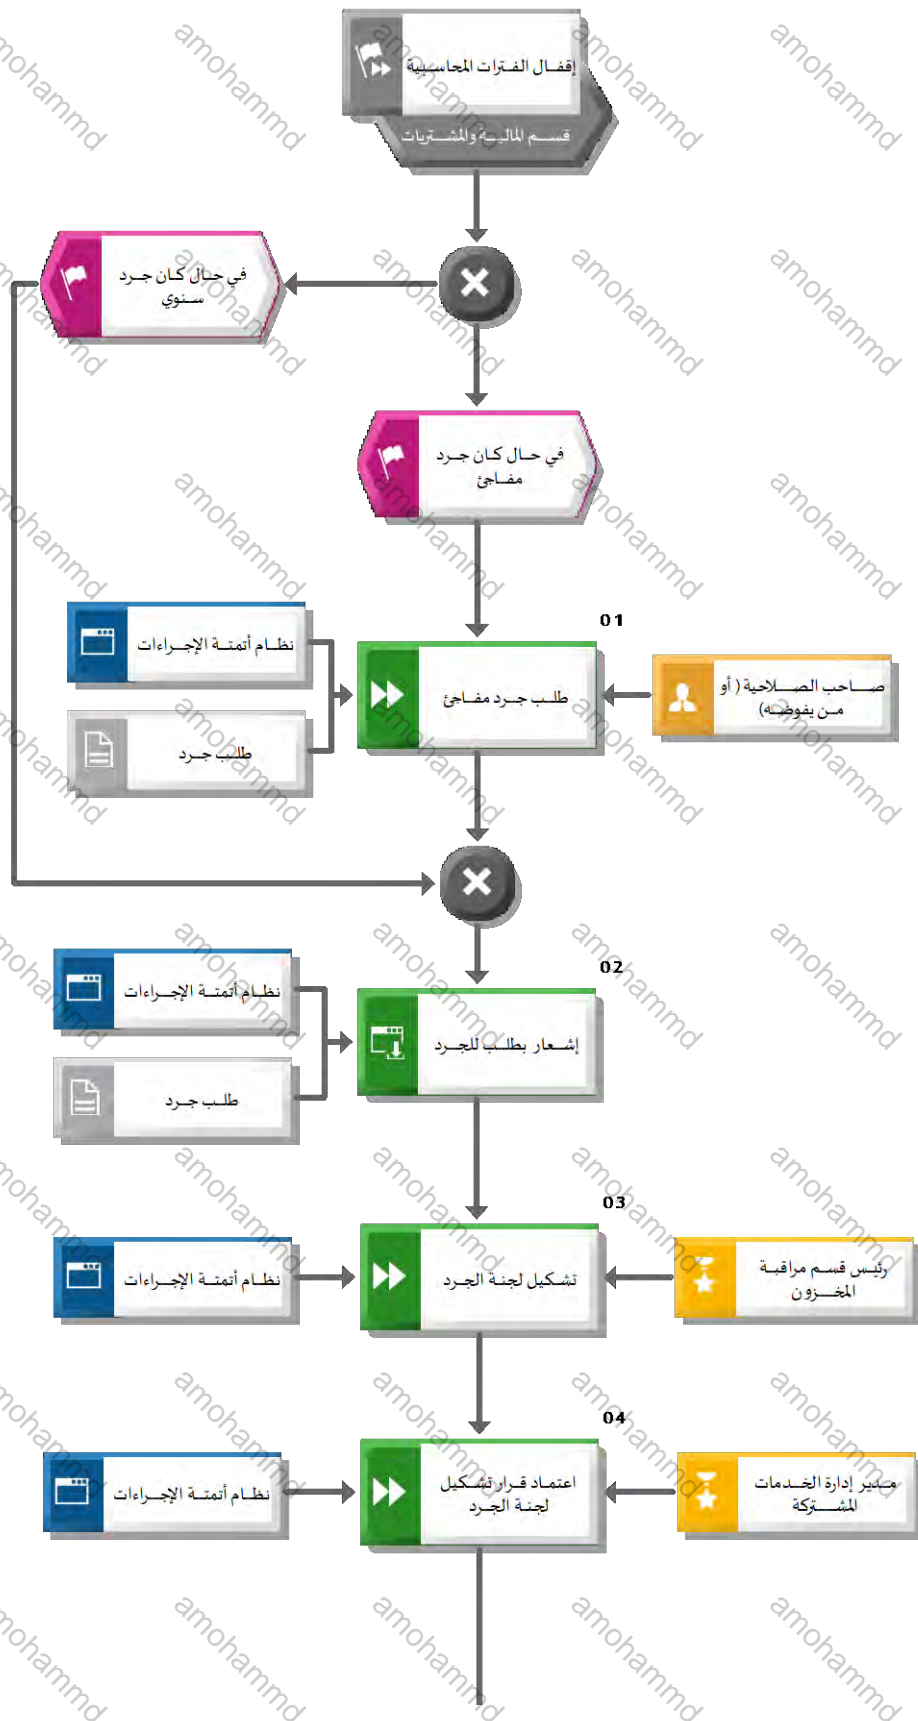 إقفال الفترات المحاسبية
قسم المالية والمشتريات
في حال كان جرد
سنوي
في حال كان جرد
مفاجئ
01
صاحب الصلاحية ( أو
من يفوضه)
طلب جرد مفاجئ
نظام أتمتة الإجراءات
طلب جرد
02
إشعار بطلب للجرد
نظام أتمتة الإجراءات
طلب جرد
03
رئيس قسم مراقبة
المخزون
تشكيل لجنة الجرد
نظام أتمتة الإجراءات
04
مدير إدارة الخدمات
المشتركة
اعتماد قرار تشكيل
لجنة الجرد
نظام أتمتة الإجراءات
amohammd